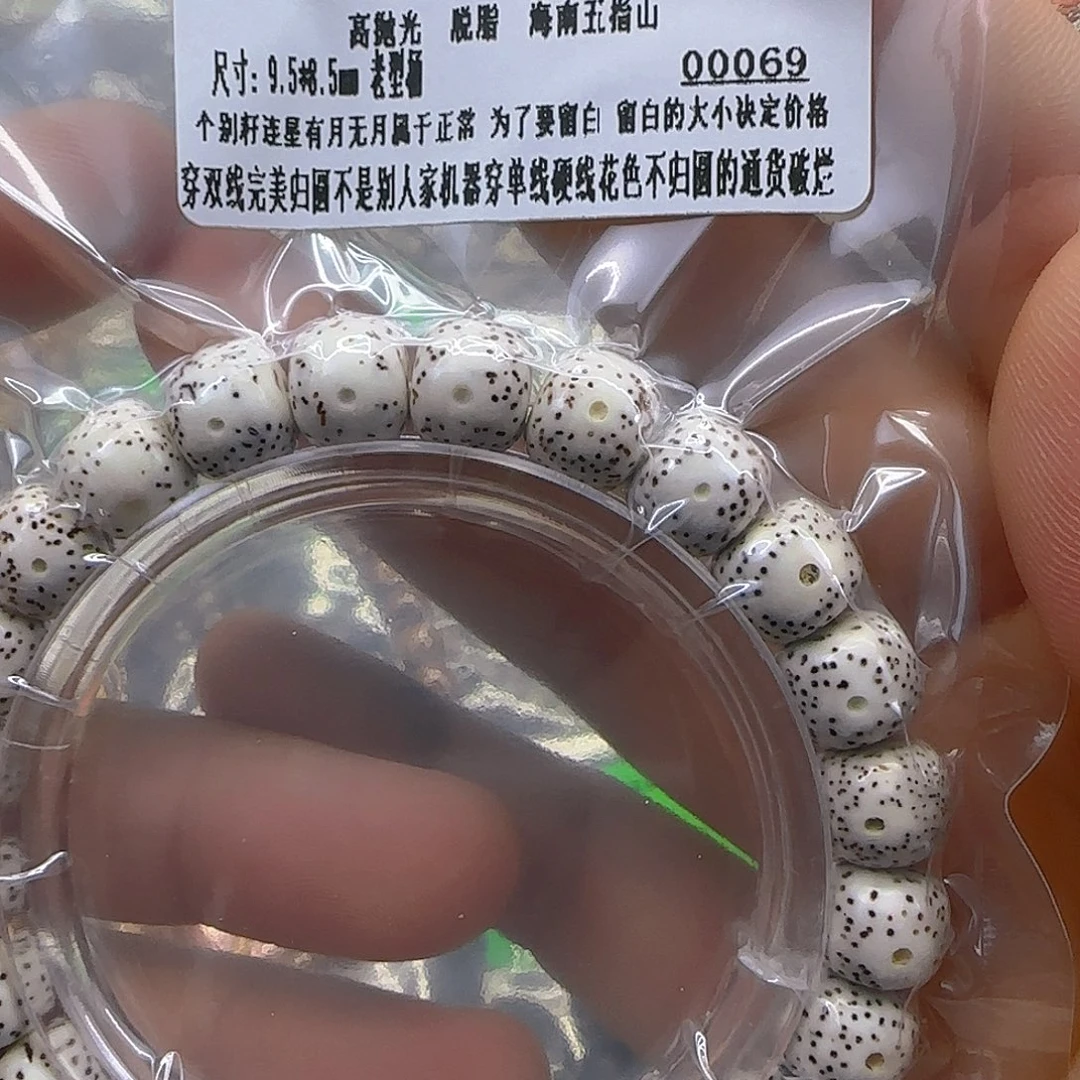 高抛光 脱脂 海南五指山
尺寸: 9.5*8.5mm 老型桶
00069
个别籽连星有月无月属于正常 为了要留白 留白的大小决定价格
穿双线完美归圆不是别人家机器穿单线硬线花色不归圆的通货破烂